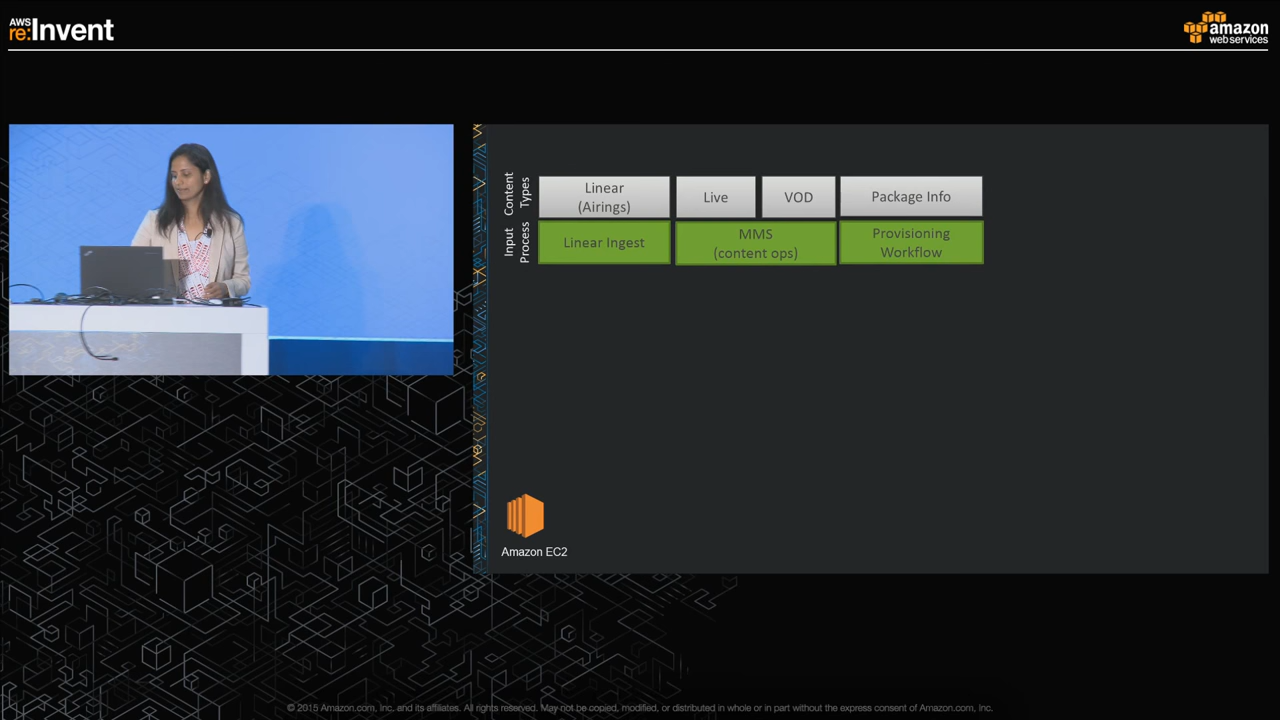 AWS
re:Invent
amazon
web services
Content
Types
Linear
(Airings)
Live
VOD
Package Info
Input
Process
Linear Ingest
MMS
(content ops)
Provisioning
Workflow
Amazon EC2
© 2015 Amazon.com, Inc. and its affiliates. All rights reserved. May not be copied, modified, or distributed in whole or in part without the express consent of Amazon.com, Inc.